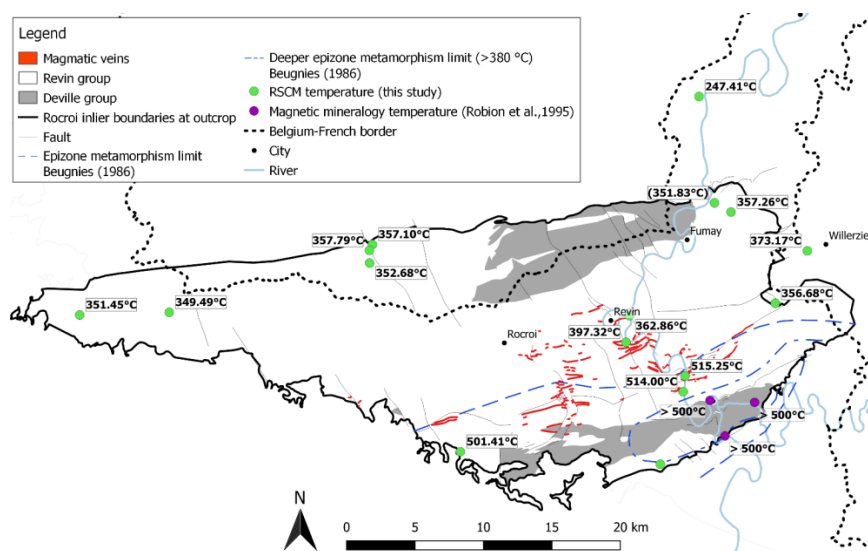 Legend
Magmatic veins
Revin group
Deville group
Rocroi inlier boundaries at outcrop
Fault
Epizone metamorphism limit
Beugnies (1986)
Deeper epizone metamorphism limit (>380 °C)
Beugnies (1986)
RSCM temperature (this study)
Magnetic mineralogy temperature (Robion et al.,1995)
Belgium-French border
City
River
247.41°C
(351.83°C)
357.26°C
Fumay
373.17°C
Willerzie
357.79°C
357.10°C
352.68°C
351.45°C
349.49°C
356.68°C
Revin
362.86°C
397.32°C
Rocroi
515.25°C
514.00°C
> 500°C
> 500°C
> 500°C
501.41°C
N
0 5 10 15 20 km